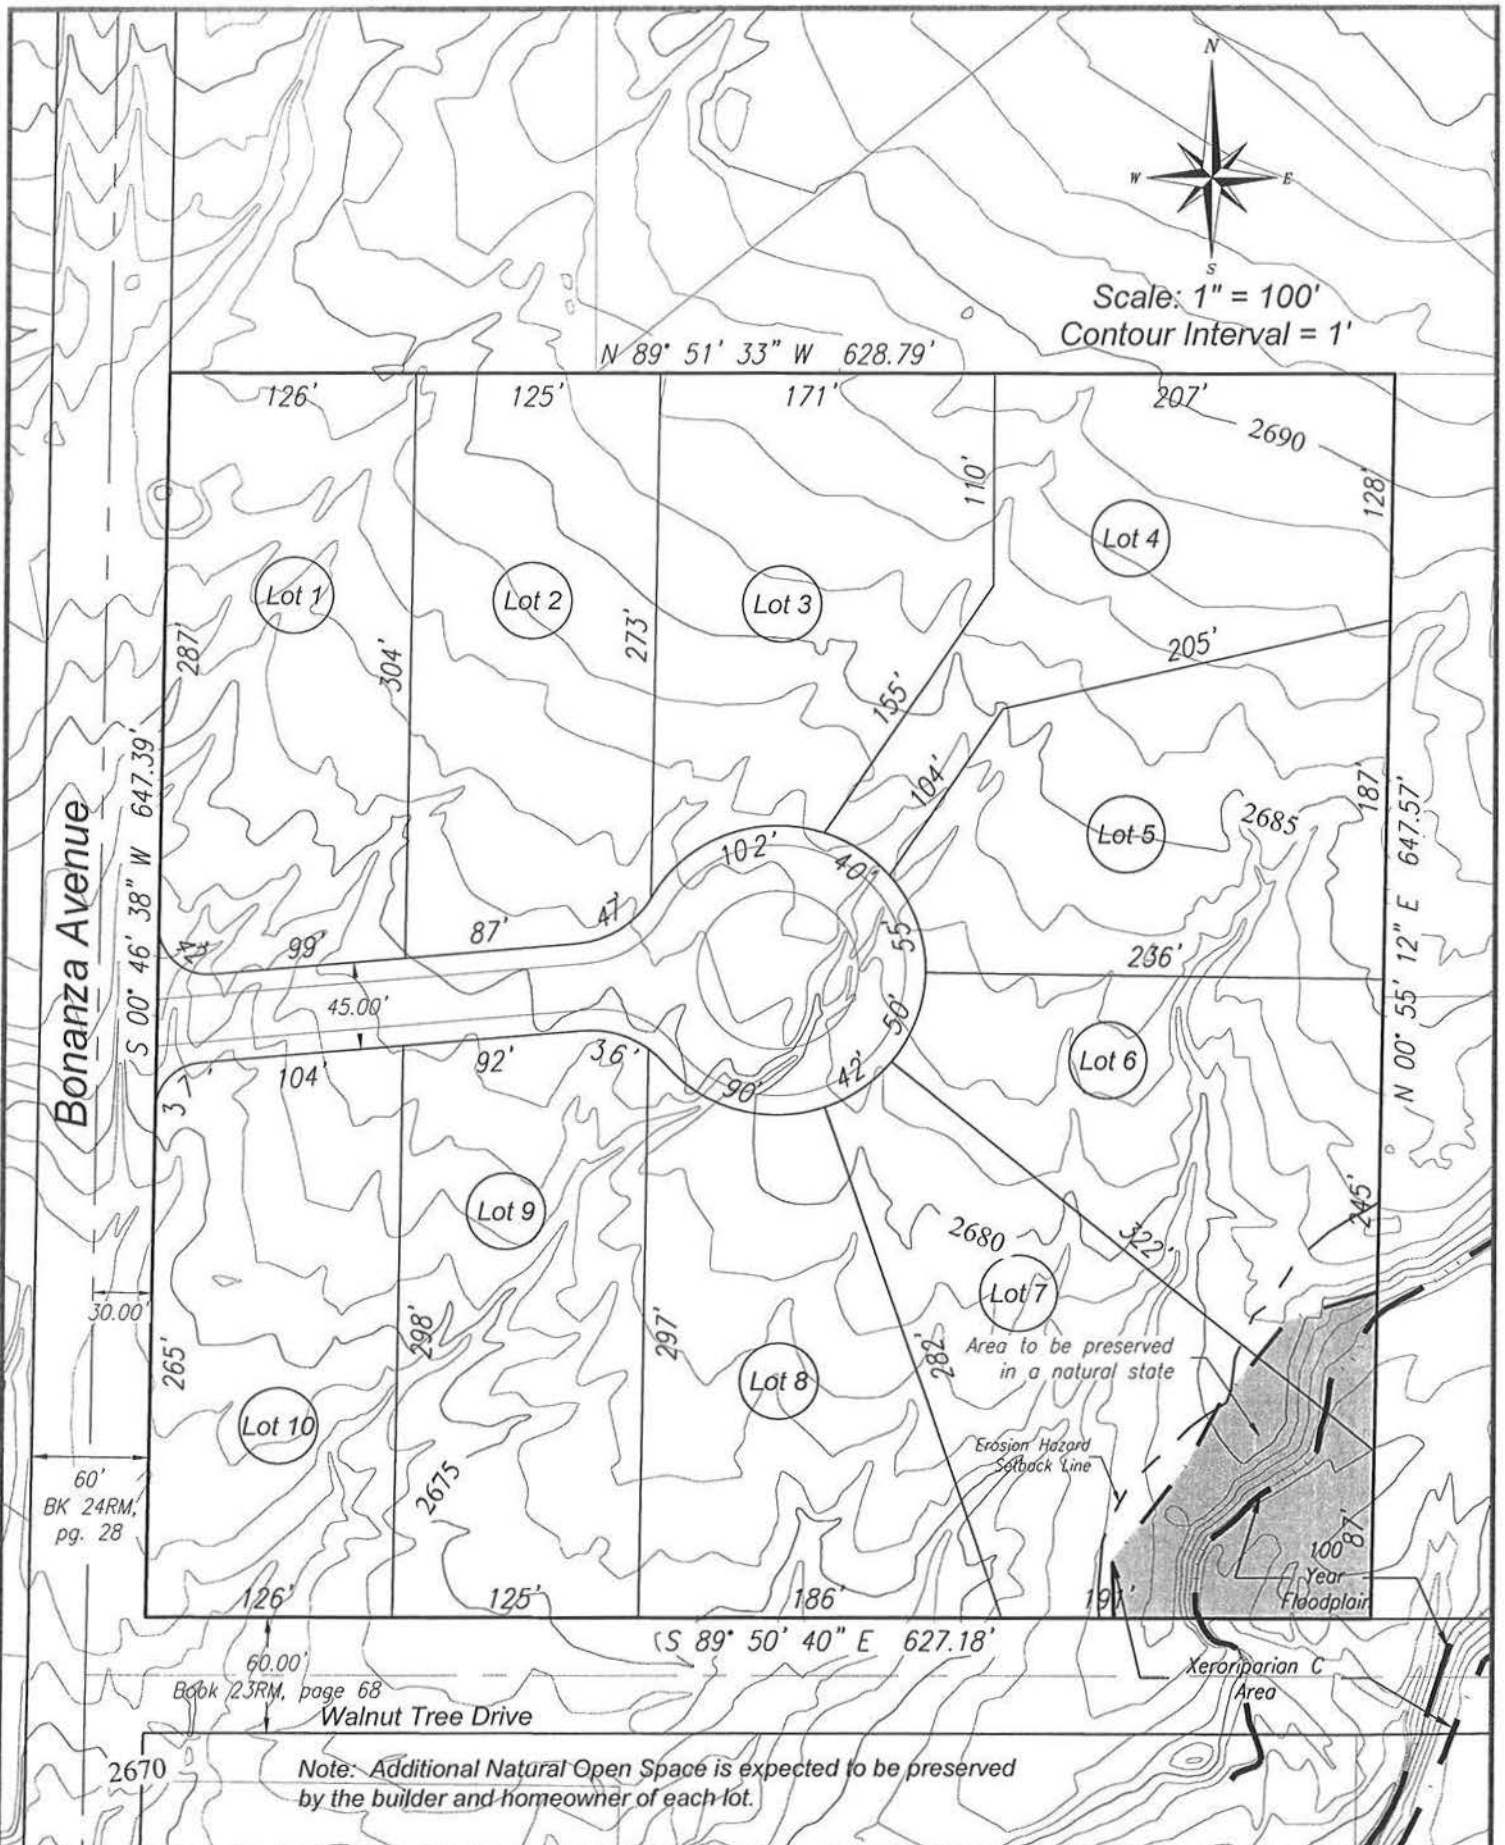 N
W
E
S
Scale: 1" = 100'
Contour Interval = 1'
N 89° 51' 33" W 628.79'
126'
125'
171'
207'
2690
110'
128'
Lot 4
Lot 1
Lot 2
Lot 3
287'
304'
273'
205'
155'
104'
187'
Lot 5
2685
Bonanza Avenue
S 00° 46' 38" W 647.39'
N 00° 55' 12" E 647.57'
102'
40'
47'
42'
99'
87'
55'
236'
45.00'
50'
37'
104'
92'
36'
90'
42'
Lot 6
Lot 9
2680
322'
245'
Lot 7
30.00'
265'
298'
297'
282'
Area to be preserved
in a natural state
Lot 8
Lot 10
Erosion Hazard
Setback Line
60'
BK 24RM,
pg. 28
2675
87'
100
Year
Floodplain
126'
125'
186'
191'
(S 89° 50' 40" E 627.18'
60.00'
Book 23RM, page 68
Xeroriparian C
Area
Walnut Tree Drive
2670
Note: Additional Natural Open Space is expected to be preserved
by the builder and homeowner of each lot.